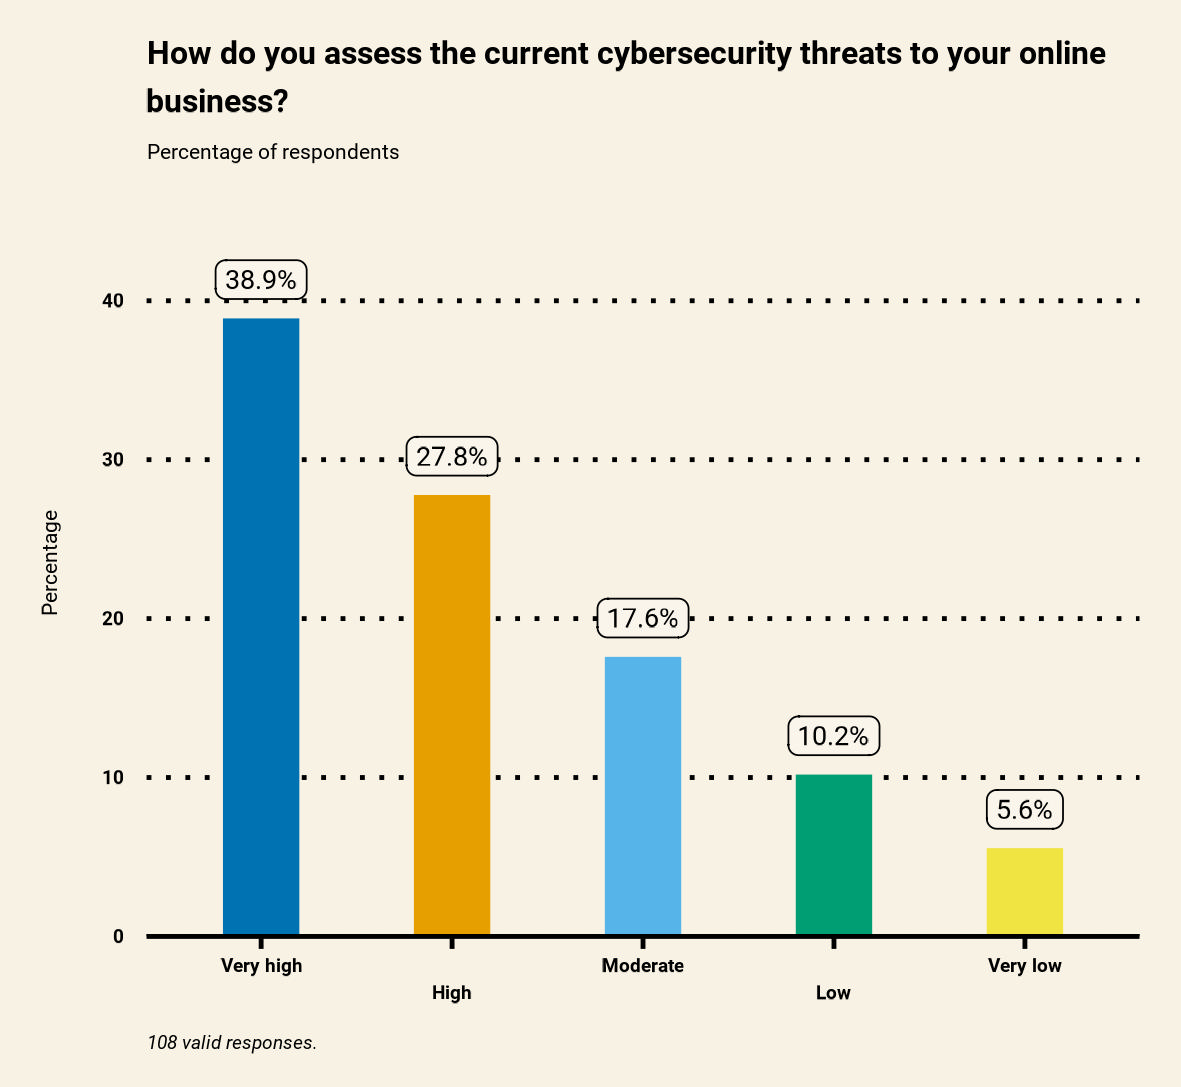 How do you assess the current cybersecurity threats to your online
business?
Percentage of respondents
38.9%
40
27.8%
30
Percentage
17.6%
20
10.2%
10
5.6%
0
Very high
High
Moderate
Low
Very low
108 valid responses.